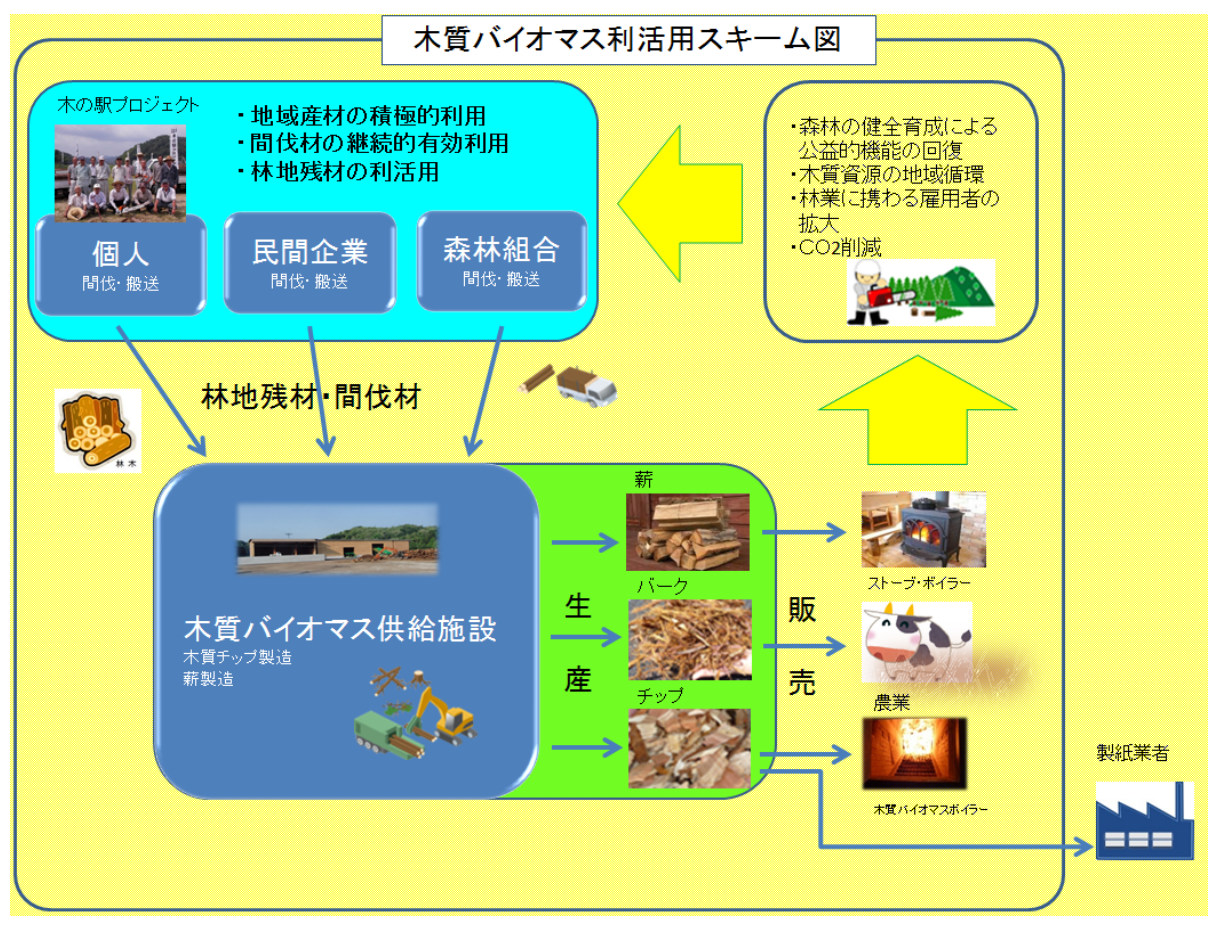 木質バイオマス利活用スキーム図
木の駅プロジェクト
・地域産材の積極的利用
・間伐材の継続的有効利用
・林地残材の利活用
個人
間伐・搬送
民間企業
間伐・搬送
森林組合
間伐・搬送
・森林の健全育成による
公益的機能の回復
・木質資源の地域循環
・林業に携わる雇用者の
拡大
・CO2削減
林地残材・間伐材
林木
木質バイオマス供給施設
木質チップ製造
薪製造
生産
薪
バーク
チップ
販売
ストーブ・ボイラー
農業
木質バイオマスボイラー
製紙業者